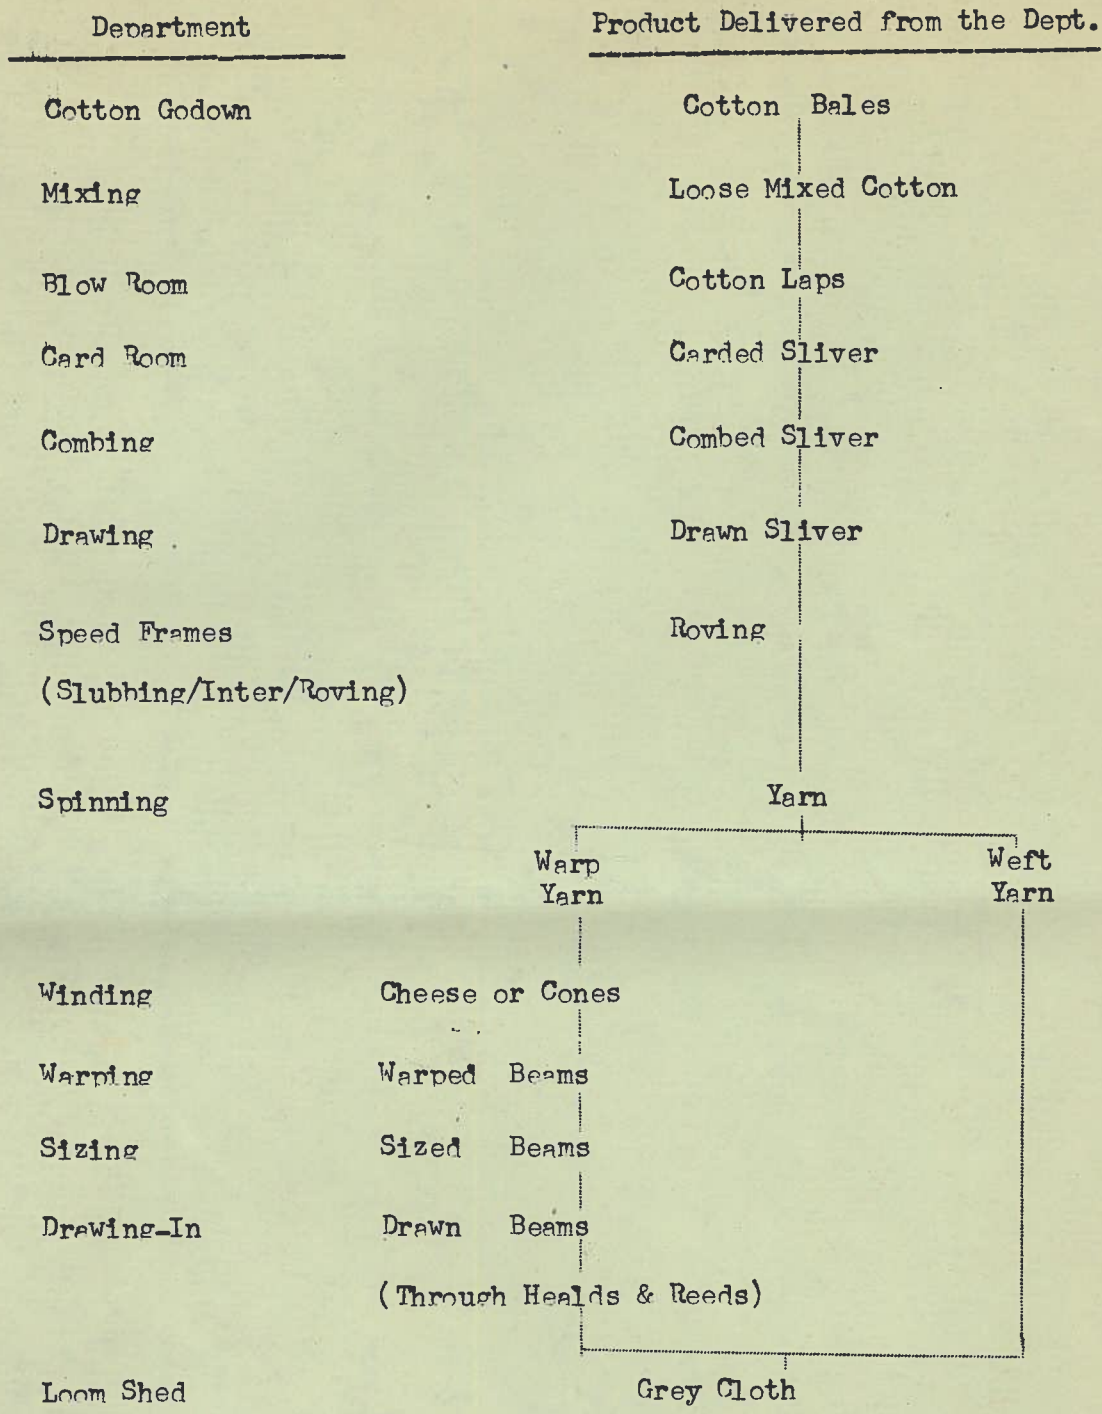 Department Product Delivered from the Dept.
Cotton Godown Cotton Bales
Mixing Loose Mixed Cotton
Blow Room Cotton Laps
Card Room Carded Sliver
Combing Combed Sliver
Drawing Drawn Sliver
Speed Frames Roving
(Slubbing/Inter/Roving)
Spinning Yarn
Warp Weft
Yarn Yarn
Winding Cheese or Cones
Warping Warped Beams
Sizing Sized Beams
Drawing-In Drawn Beams
(Through Healds & Reeds)
Loom Shed Grey Cloth